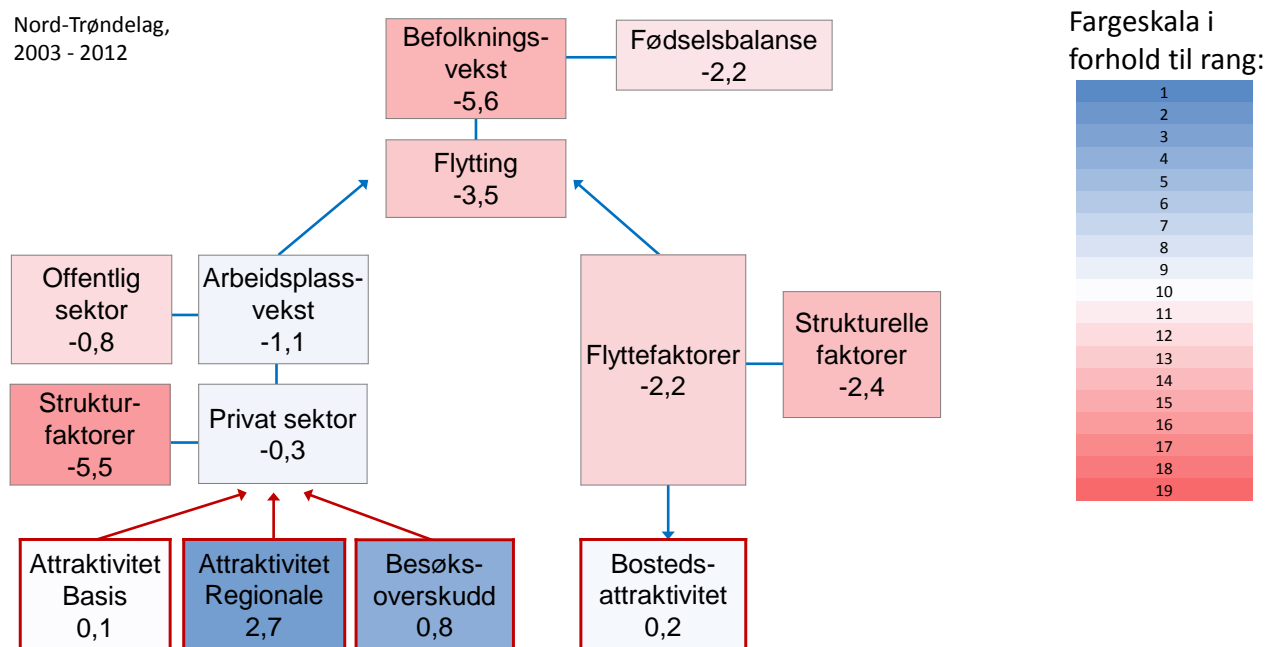 Nord-Trøndelag,
2003 - 2012
Befolknings-
vekst
-5,6
Fødselsbalanse
-2,2
Flytting
-3,5
Offentlig
sektor
-0,8
Arbeidsplass-
vekst
-1,1
Flyttefaktorer
-2,2
Strukturelle
faktorer
-2,4
Struktur-
faktorer
-5,5
Privat sektor
-0,3
Attraktivitet
Basis
0,1
Attraktivitet
Regionale
2,7
Besøks-
overskudd
0,8
Bosteds-
attraktivitet
0,2
Fargeskala i
forhold til rang:
1
2
3
4
5
6
7
8
9
10
11
12
13
14
15
16
17
18
19